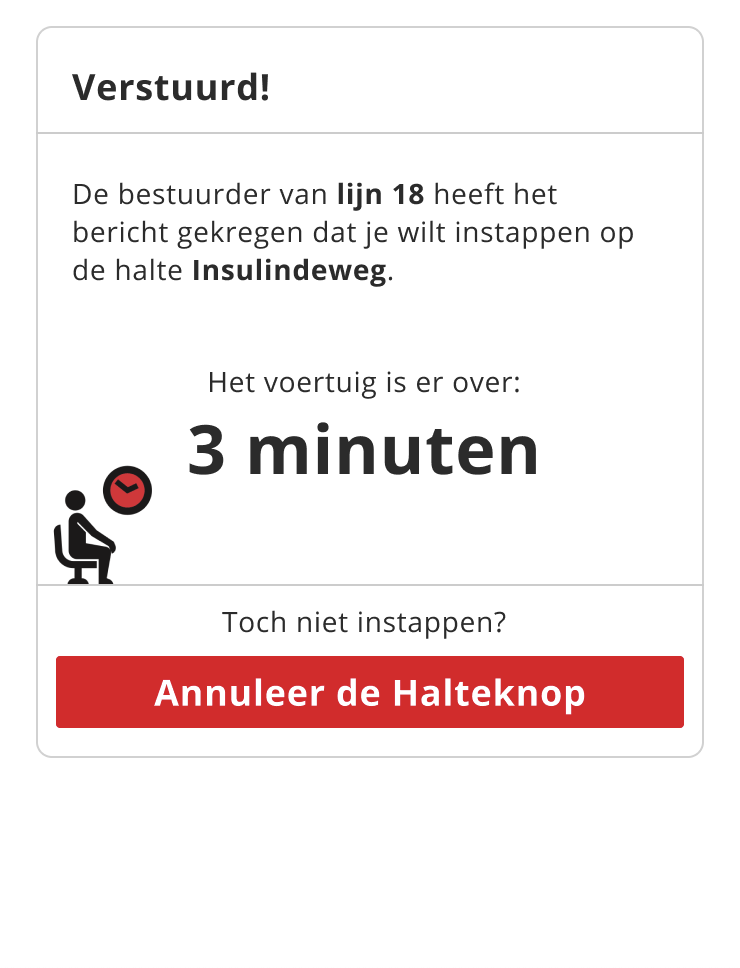 Verstuurd!
De bestuurder van lijn 18 heeft het
bericht gekregen dat je wilt instappen op
de halte Insulindeweg.
Het voertuig is er over:
3 minuten
Toch niet instappen?
Annuleer de Halteknop